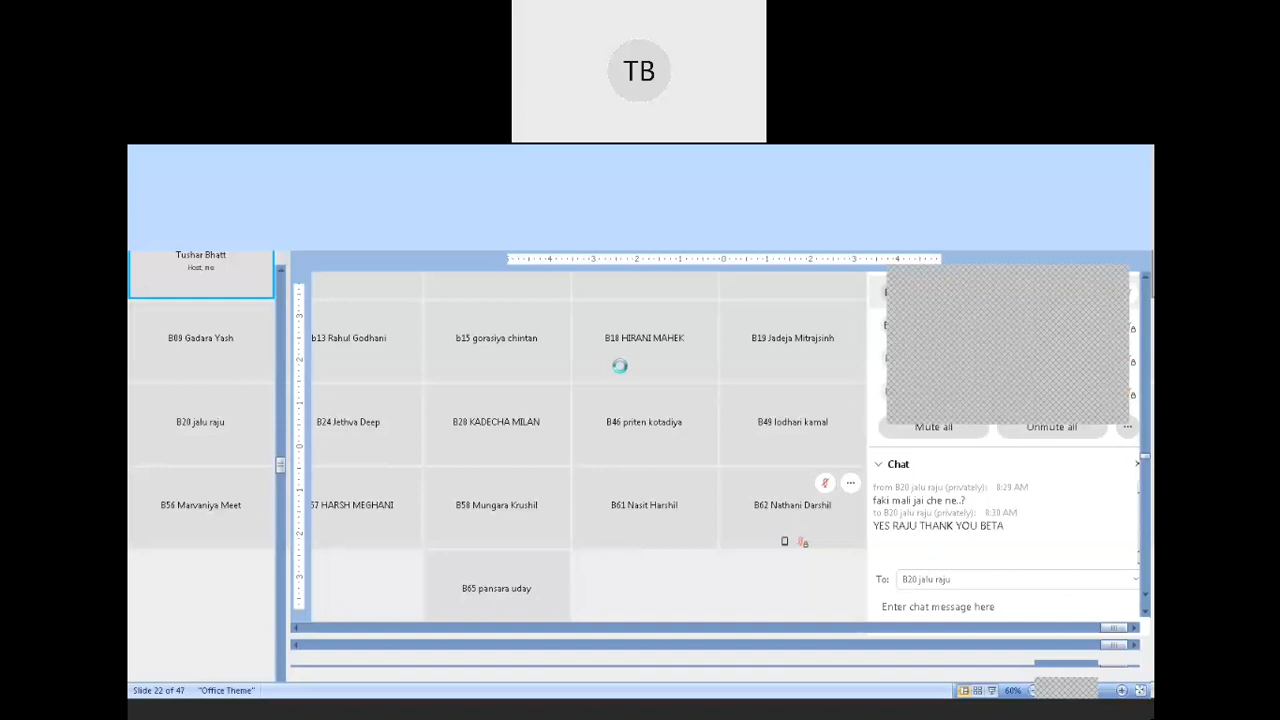 TB
Tushar Bhatt
Host, me
B09 Gadara Yash
b13 Rahul Godhani
b15 gorasiya chintan
B18 HIRANI MAHEK
B19 Jadeja Mitrajsinh
B20 jalu raju
B24 Jethva Deep
B28 KADECHA MILAN
B46 priten kotadiya
B49 lodhari kamal
Mute all
Unmute all
Chat
from B20 jalu raju (privately): 8:29 AM
faki mali jai che ne..?
to B20 jalu raju (privately): 8:30 AM
YES RAJU THANK YOU BETA
B56 Marvaniya Meet
57 HARSH MEGHANI
B58 Mungara Krushil
B61 Nasit Harshil
B62 Nathani Darshil
B65 pansara uday
To: B20 jalu raju
Enter chat message here
Slide 22 of 47 "Office Theme" 60%